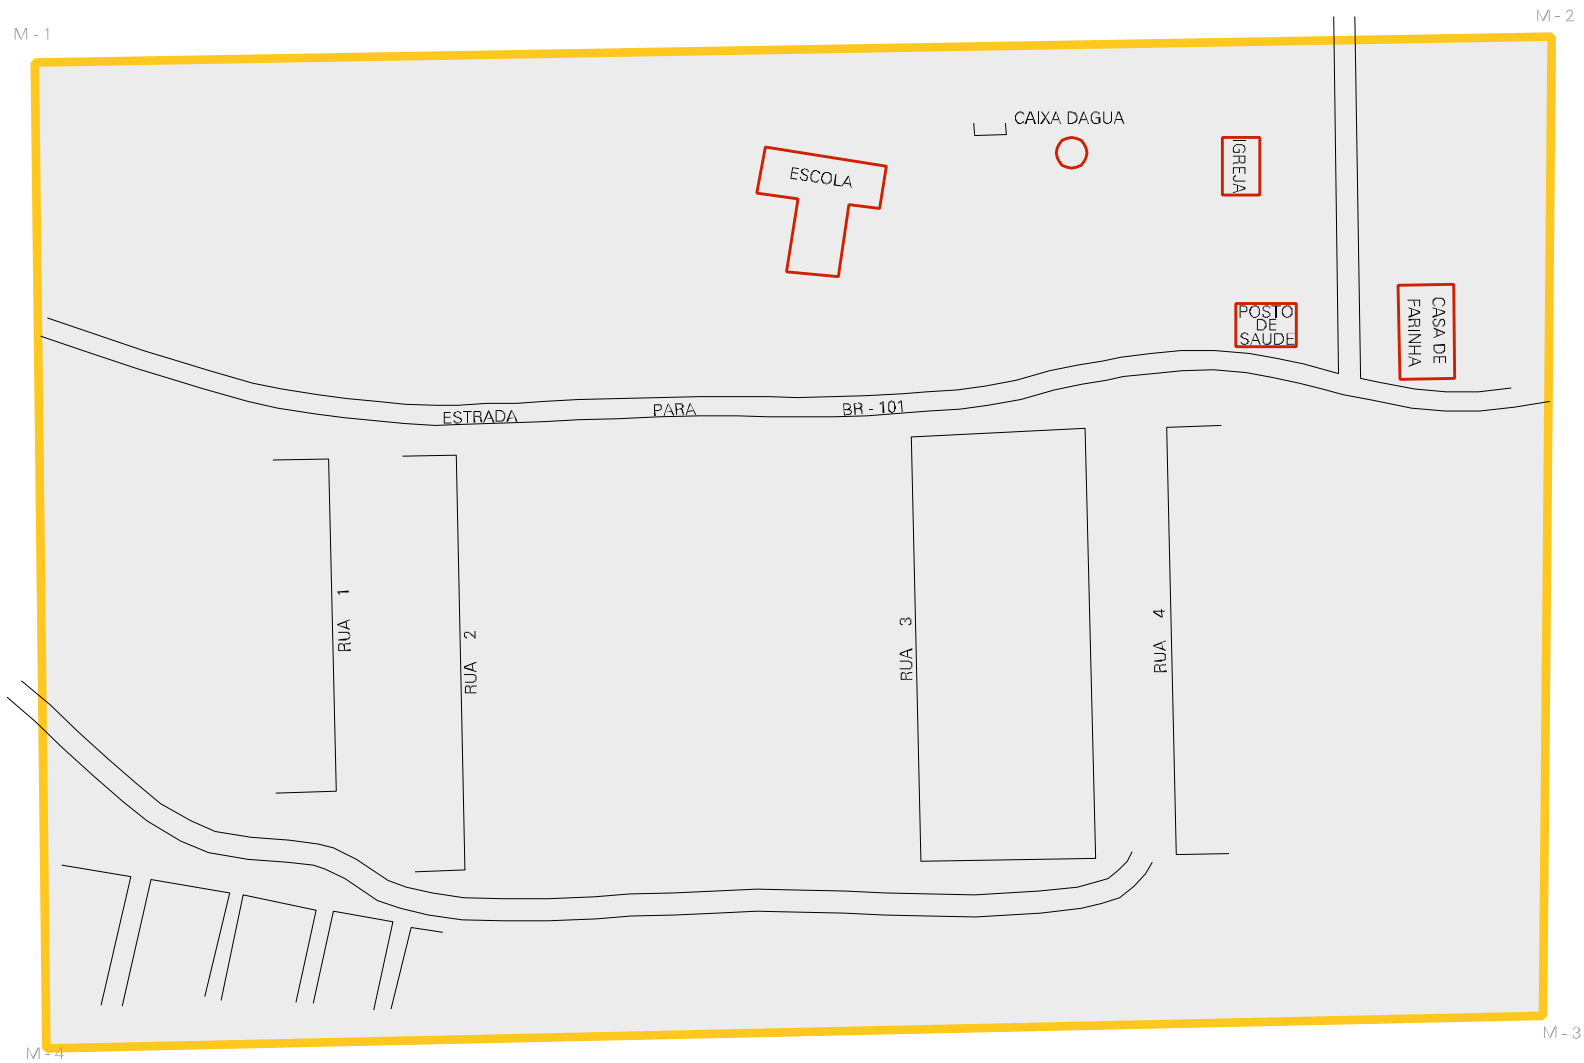 M - 1
M - 2
CAIXA DAGUA
ESCOLA
IGREJA
POSTO
DE
SAUDE
CASA DE
FARINHA
ESTRADA PARA BR - 101
RUA 1
RUA 2
RUA 3
RUA 4
M - 3
M - 4